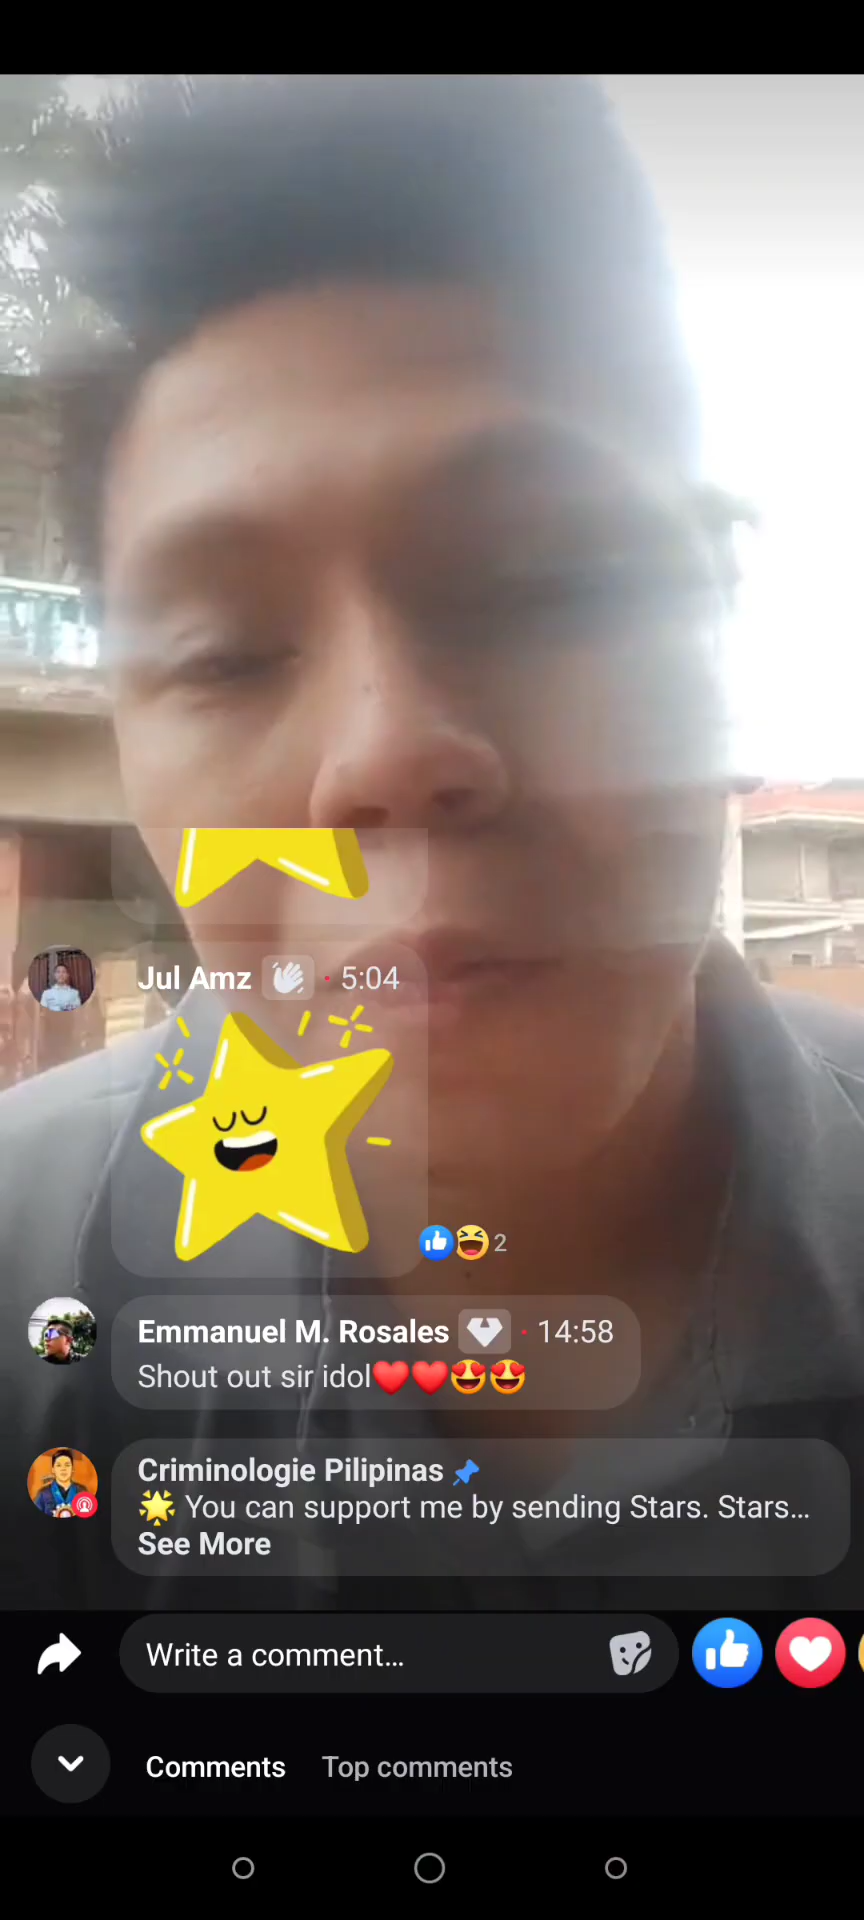 Jul Amz · 5:04
2
Emmanuel M. Rosales · 14:58
Shout out sir idol❤️❤️😍😍
Criminologie Pilipinas
🌟 You can support me by sending Stars. Stars...
See More
Write a comment...
Comments Top comments